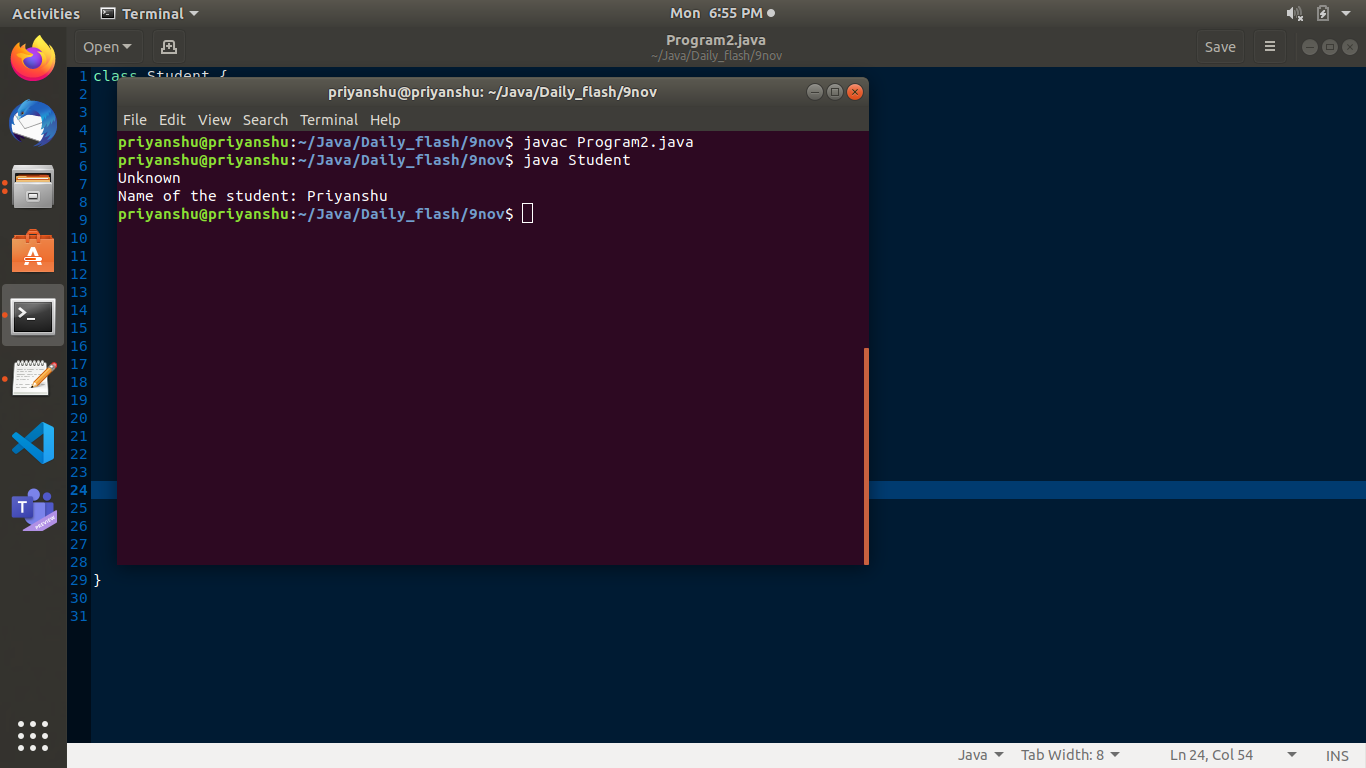 Activities Terminal Mon 6:55 PM
Open Program2.java Save
~/Java/Daily_flash/9nov
1 class Student {
priyanshu@priyanshu: ~/Java/Daily_flash/9nov
File Edit View Search Terminal Help
priyanshu@priyanshu:~/Java/Daily_flash/9nov$ javac Program2.java
priyanshu@priyanshu:~/Java/Daily_flash/9nov$ java Student
Unknown
Name of the student: Priyanshu
priyanshu@priyanshu:~/Java/Daily_flash/9nov$
2
3
4
5
6
7
8
9
10
11
12
13
14
15
16
17
18
19
20
21
22
23
24
25
26
27
28
29 }
30
31
T
PREVIEW
Java Tab Width: 8 Ln 24, Col 54 INS